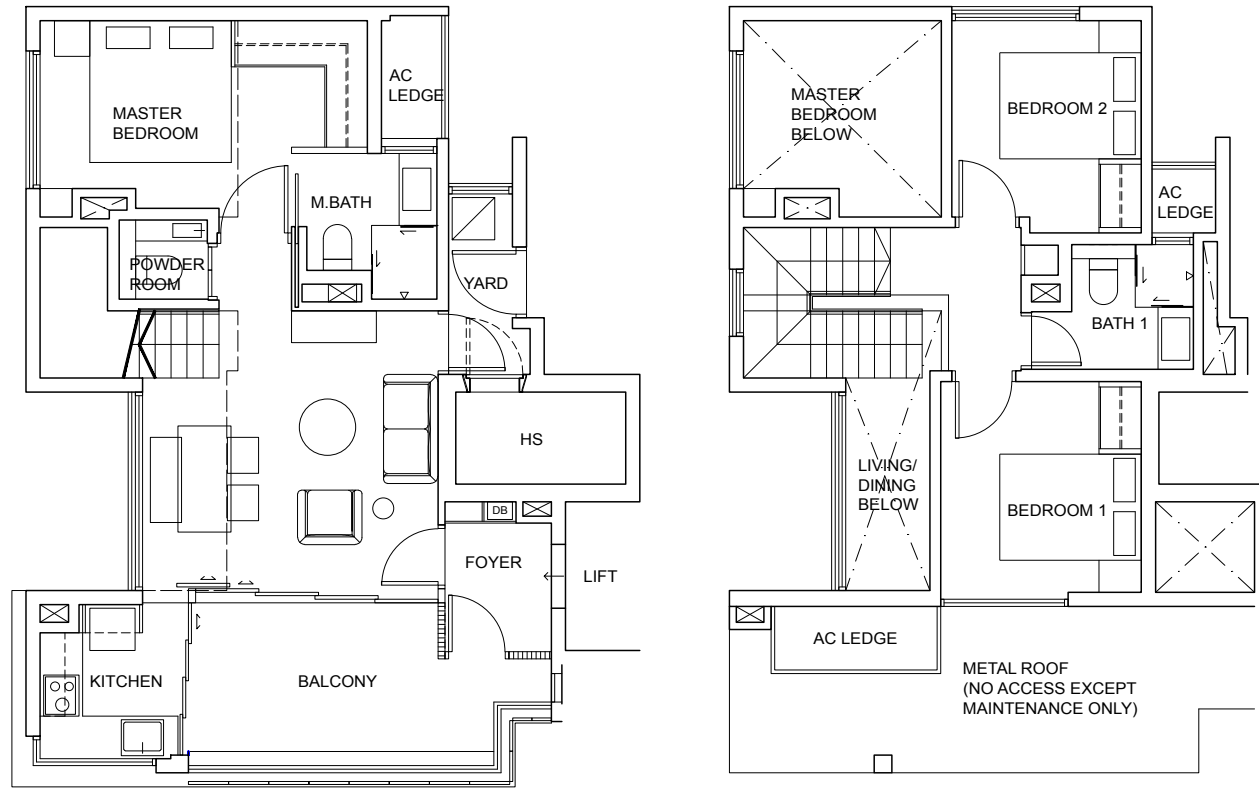 AC
LEDGE
MASTER
BEDROOM
M.BATH
POWDER
ROOM
YARD
HS
DB
FOYER
LIFT
KITCHEN
BALCONY
MASTER
BEDROOM
BELOW
BEDROOM 2
AC
LEDGE
BATH 1
LIVING/
DINING
BELOW
BEDROOM 1
AC LEDGE
METAL ROOF
(NO ACCESS EXCEPT
MAINTENANCE ONLY)